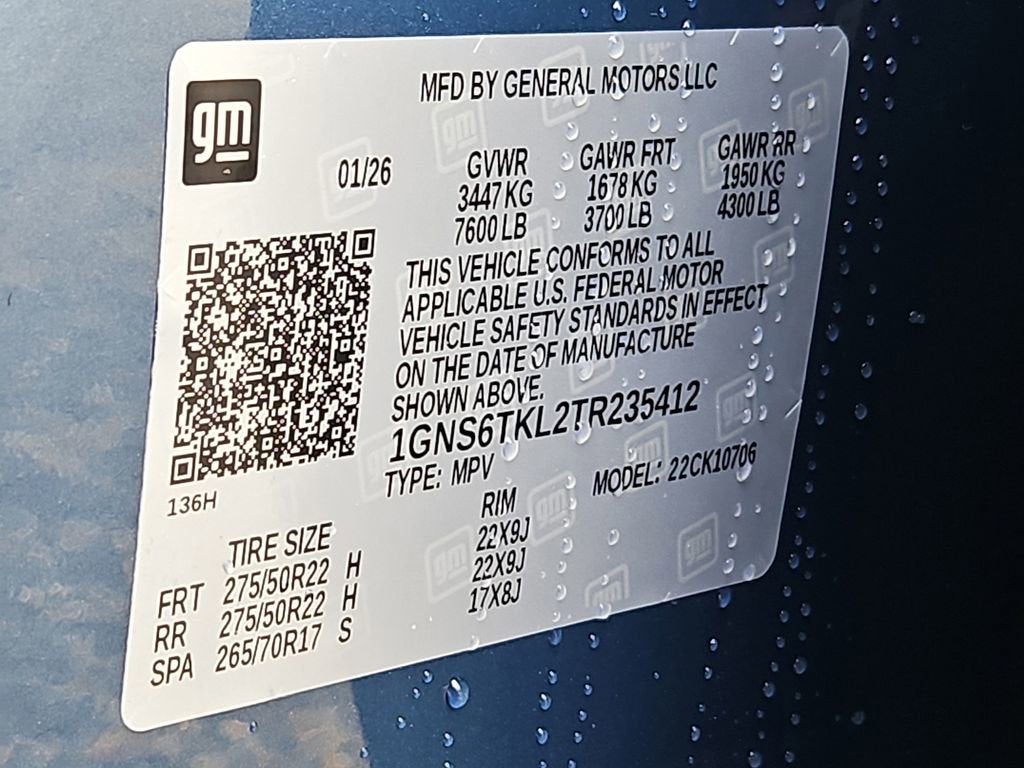 MFD BY GENERAL MOTORS LLC
gm
01/26
GVWR GAWR FRT GAWR RR
3447 KG 1678 KG 1950 KG
7600 LB 3700 LB 4300 LB
THIS VEHICLE CONFORMS TO ALL
APPLICABLE U.S. FEDERAL MOTOR
VEHICLE SAFETY STANDARDS IN EFFECT
ON THE DATE OF MANUFACTURE
SHOWN ABOVE.
1GNS6TKL2TR235412
TYPE: MPV MODEL: 22CK10706
136H
TIRE SIZE RIM
FRT 275/50R22 H 22X9J
RR 275/50R22 H 22X9J
SPA 265/70R17 S 17X8J